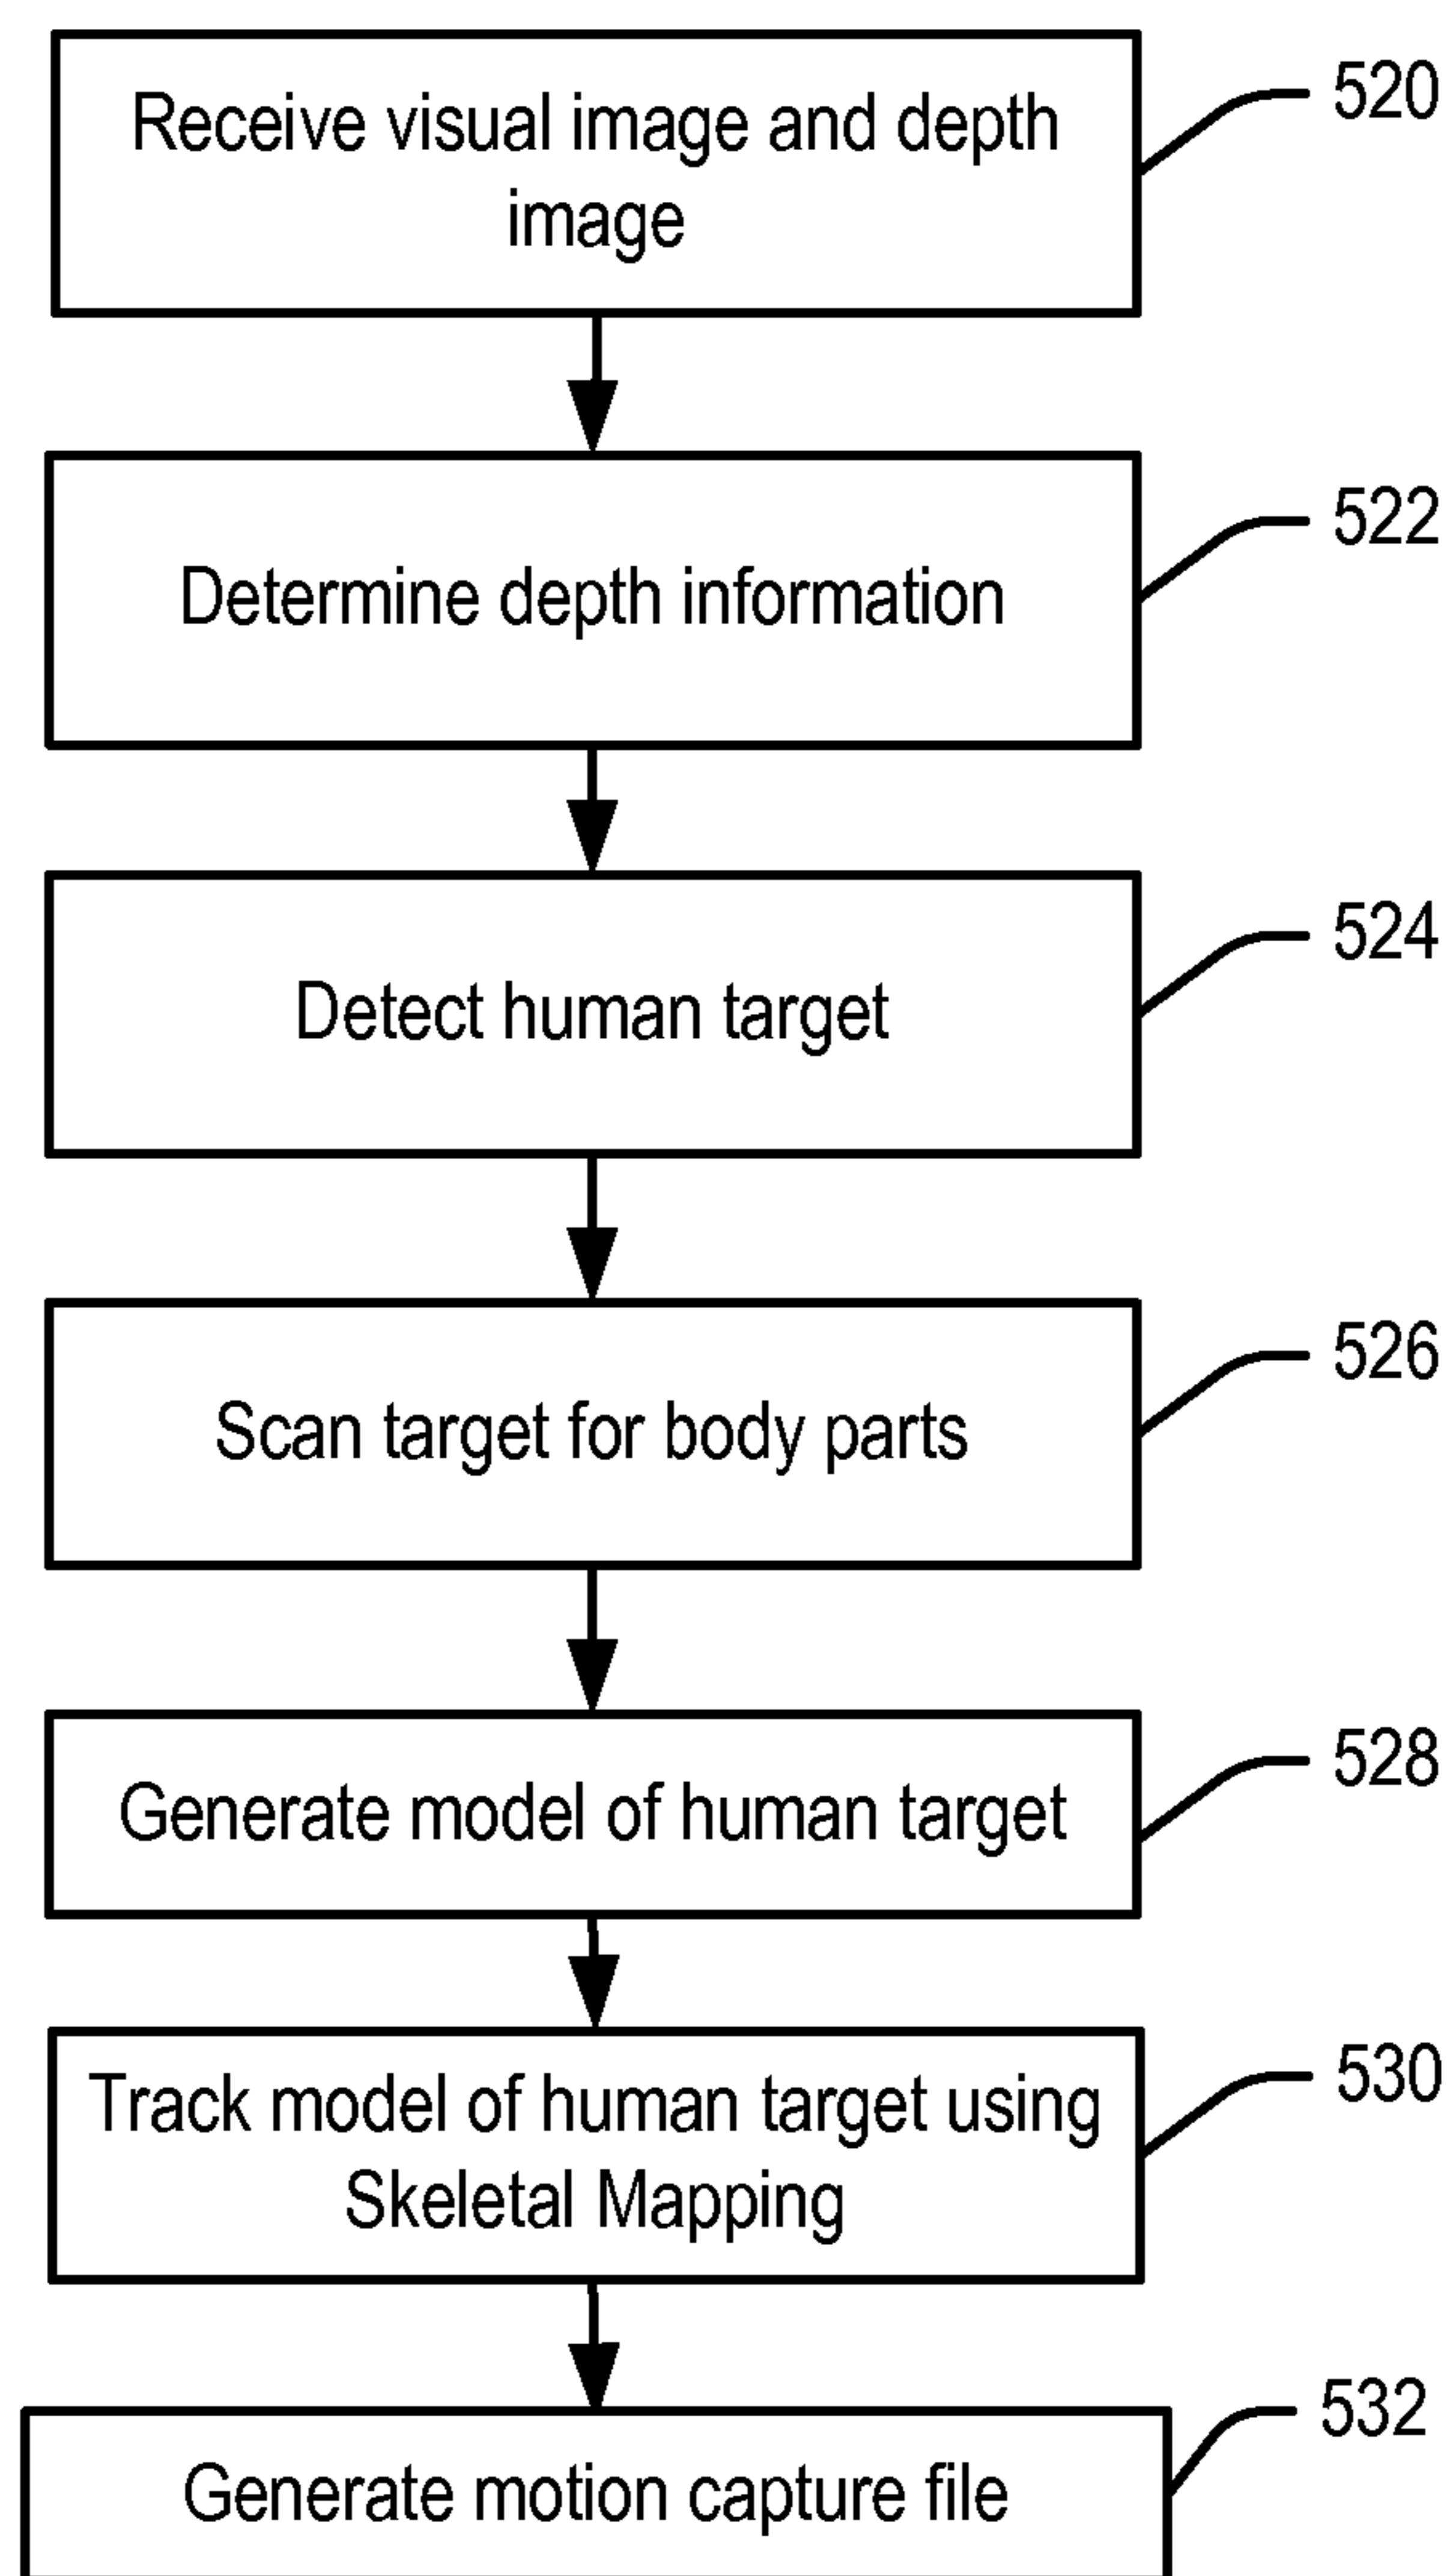 Receive visual image and depth
image
520
Determine depth information
522
Detect human target
524
Scan target for body parts
526
Generate model of human target
528
Track model of human target using
Skeletal Mapping
530
Generate motion capture file
532